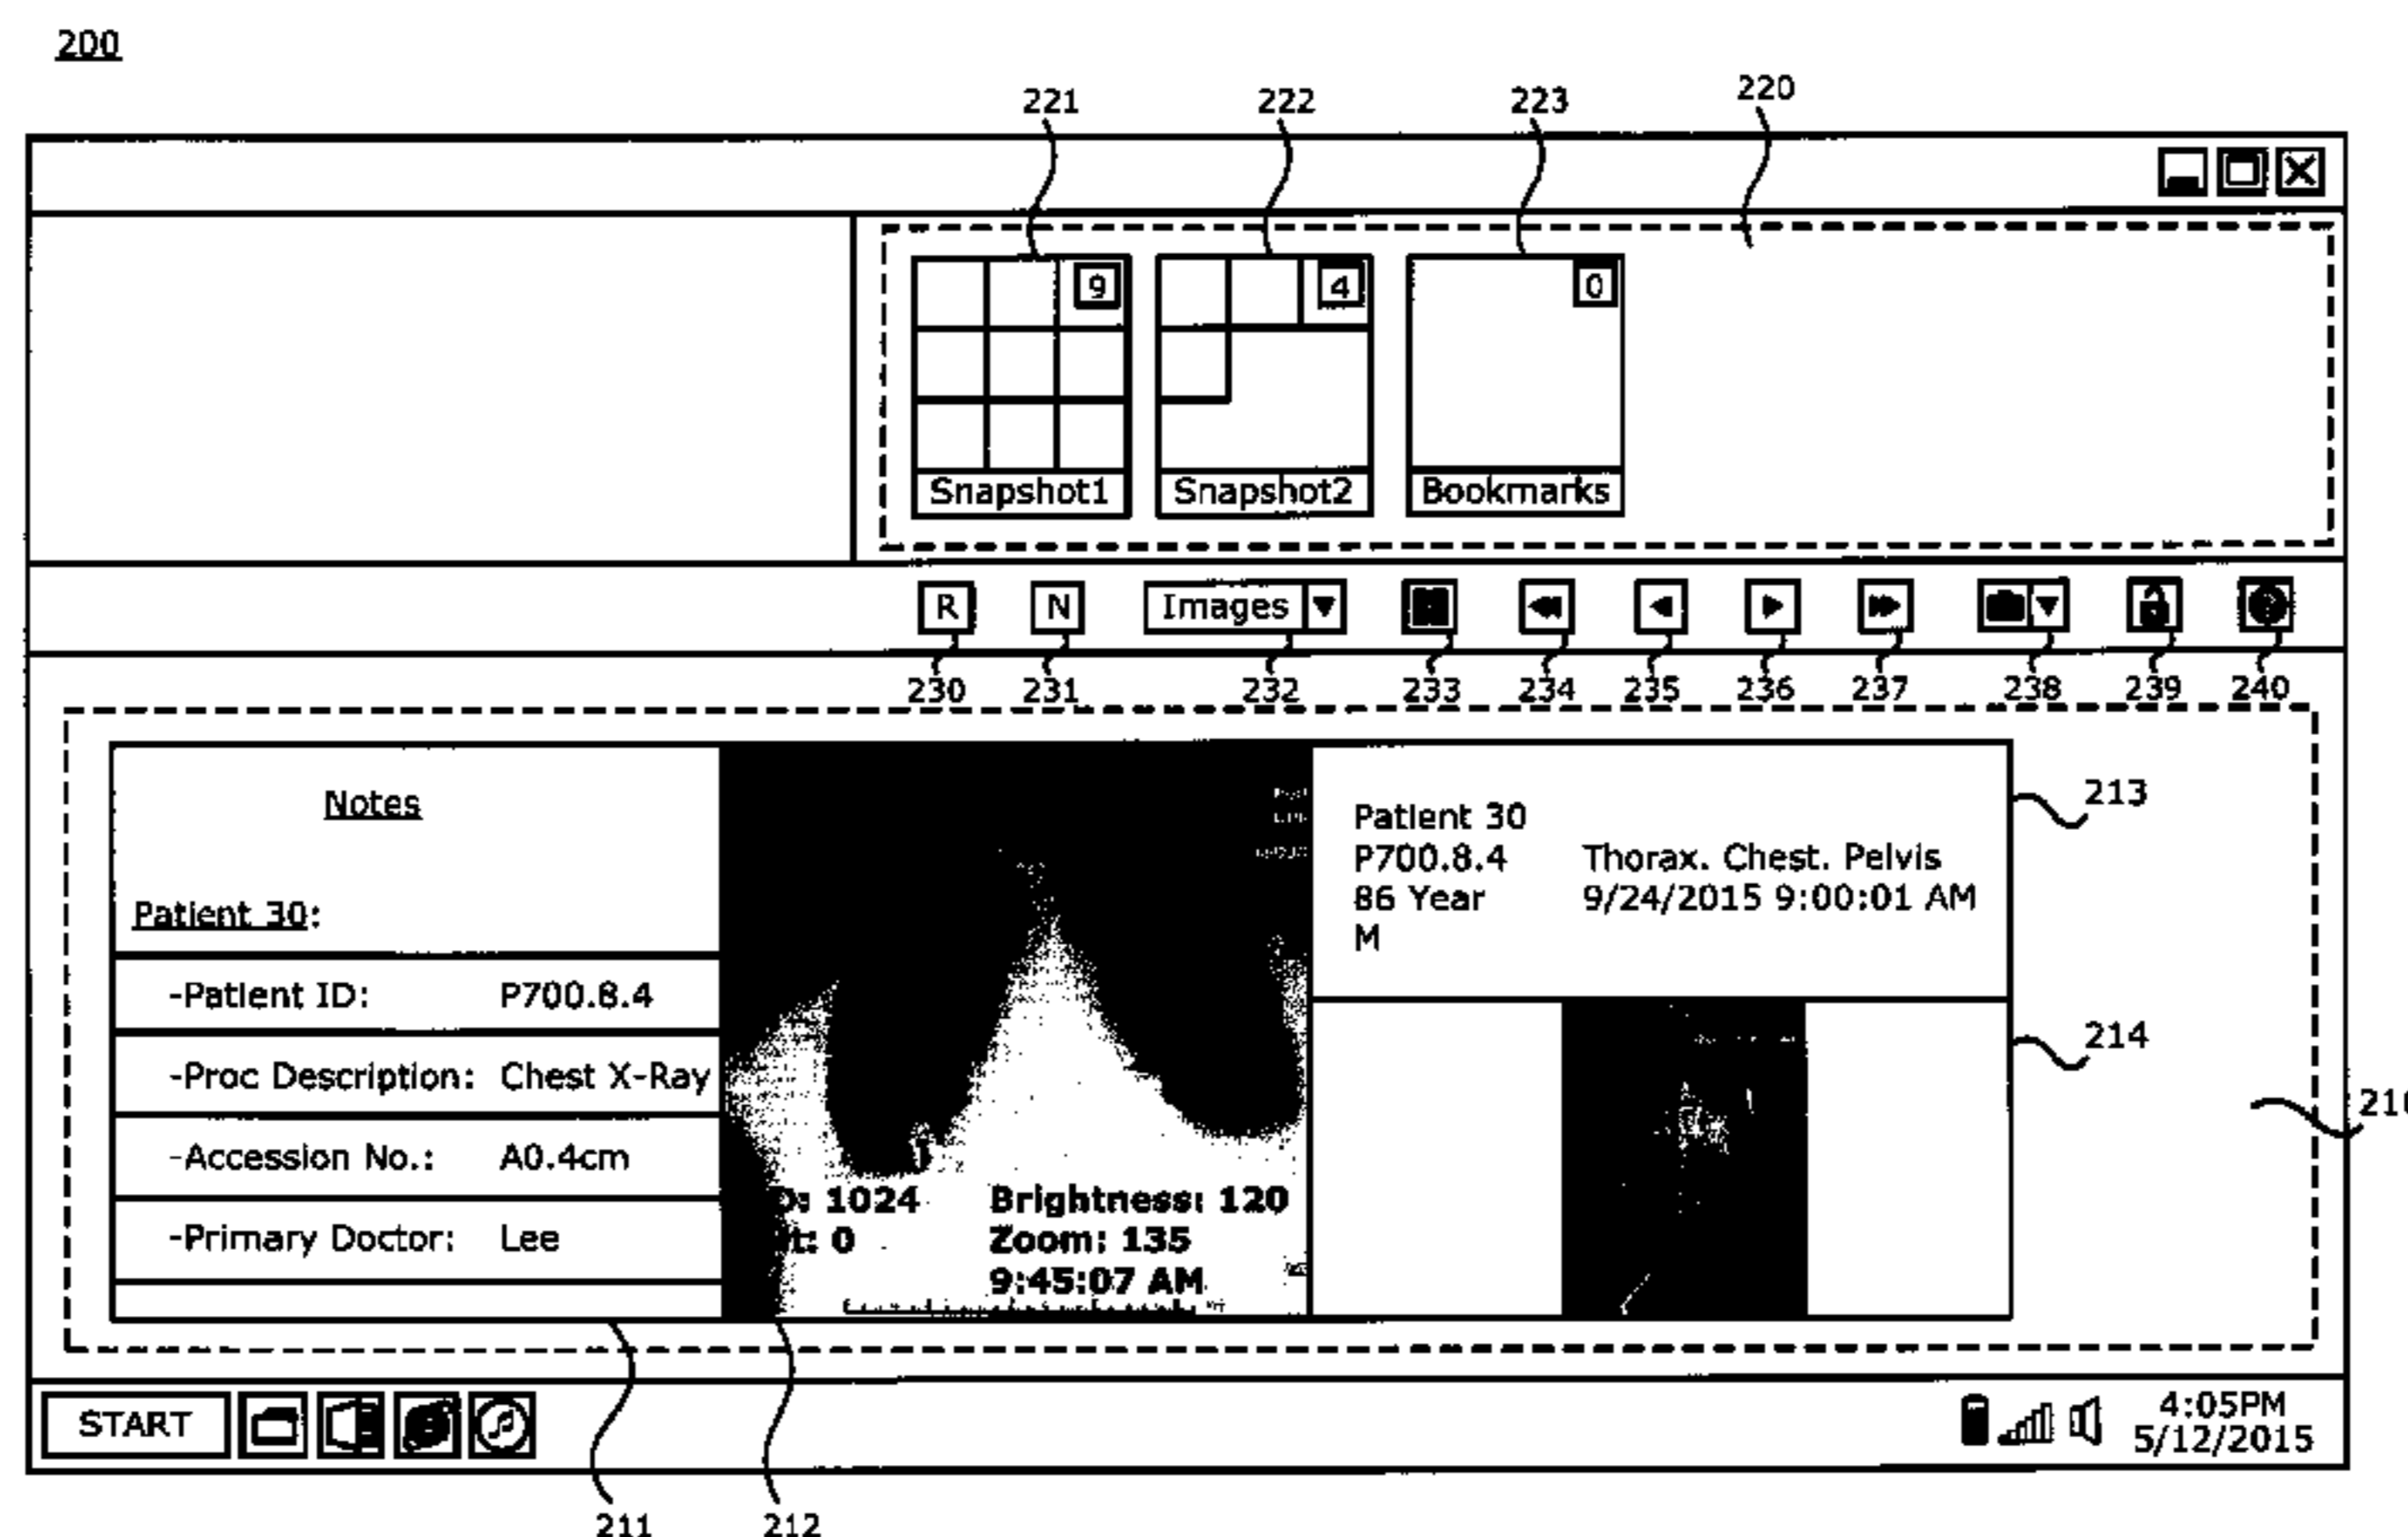 200
221 222 223 220
9 4 0
Snapshot1 Snapshot2 Bookmarks
R N Images
230 231 232 233 234 235 236 237 238 239 240
Notes
Patient 30:
-Patient ID: P700.8.4
-Proc Description: Chest X-Ray
-Accession No.: A0.4cm
-Primary Doctor: Lee
: 1024 Brightness: 120
t: 0 Zoom: 135
9:45:07 AM
Patient 30
P700.8.4 Thorax. Chest. Pelvis
86 Year 9/24/2015 9:00:01 AM
M
213
214
START
4:05PM
5/12/2015
211 212